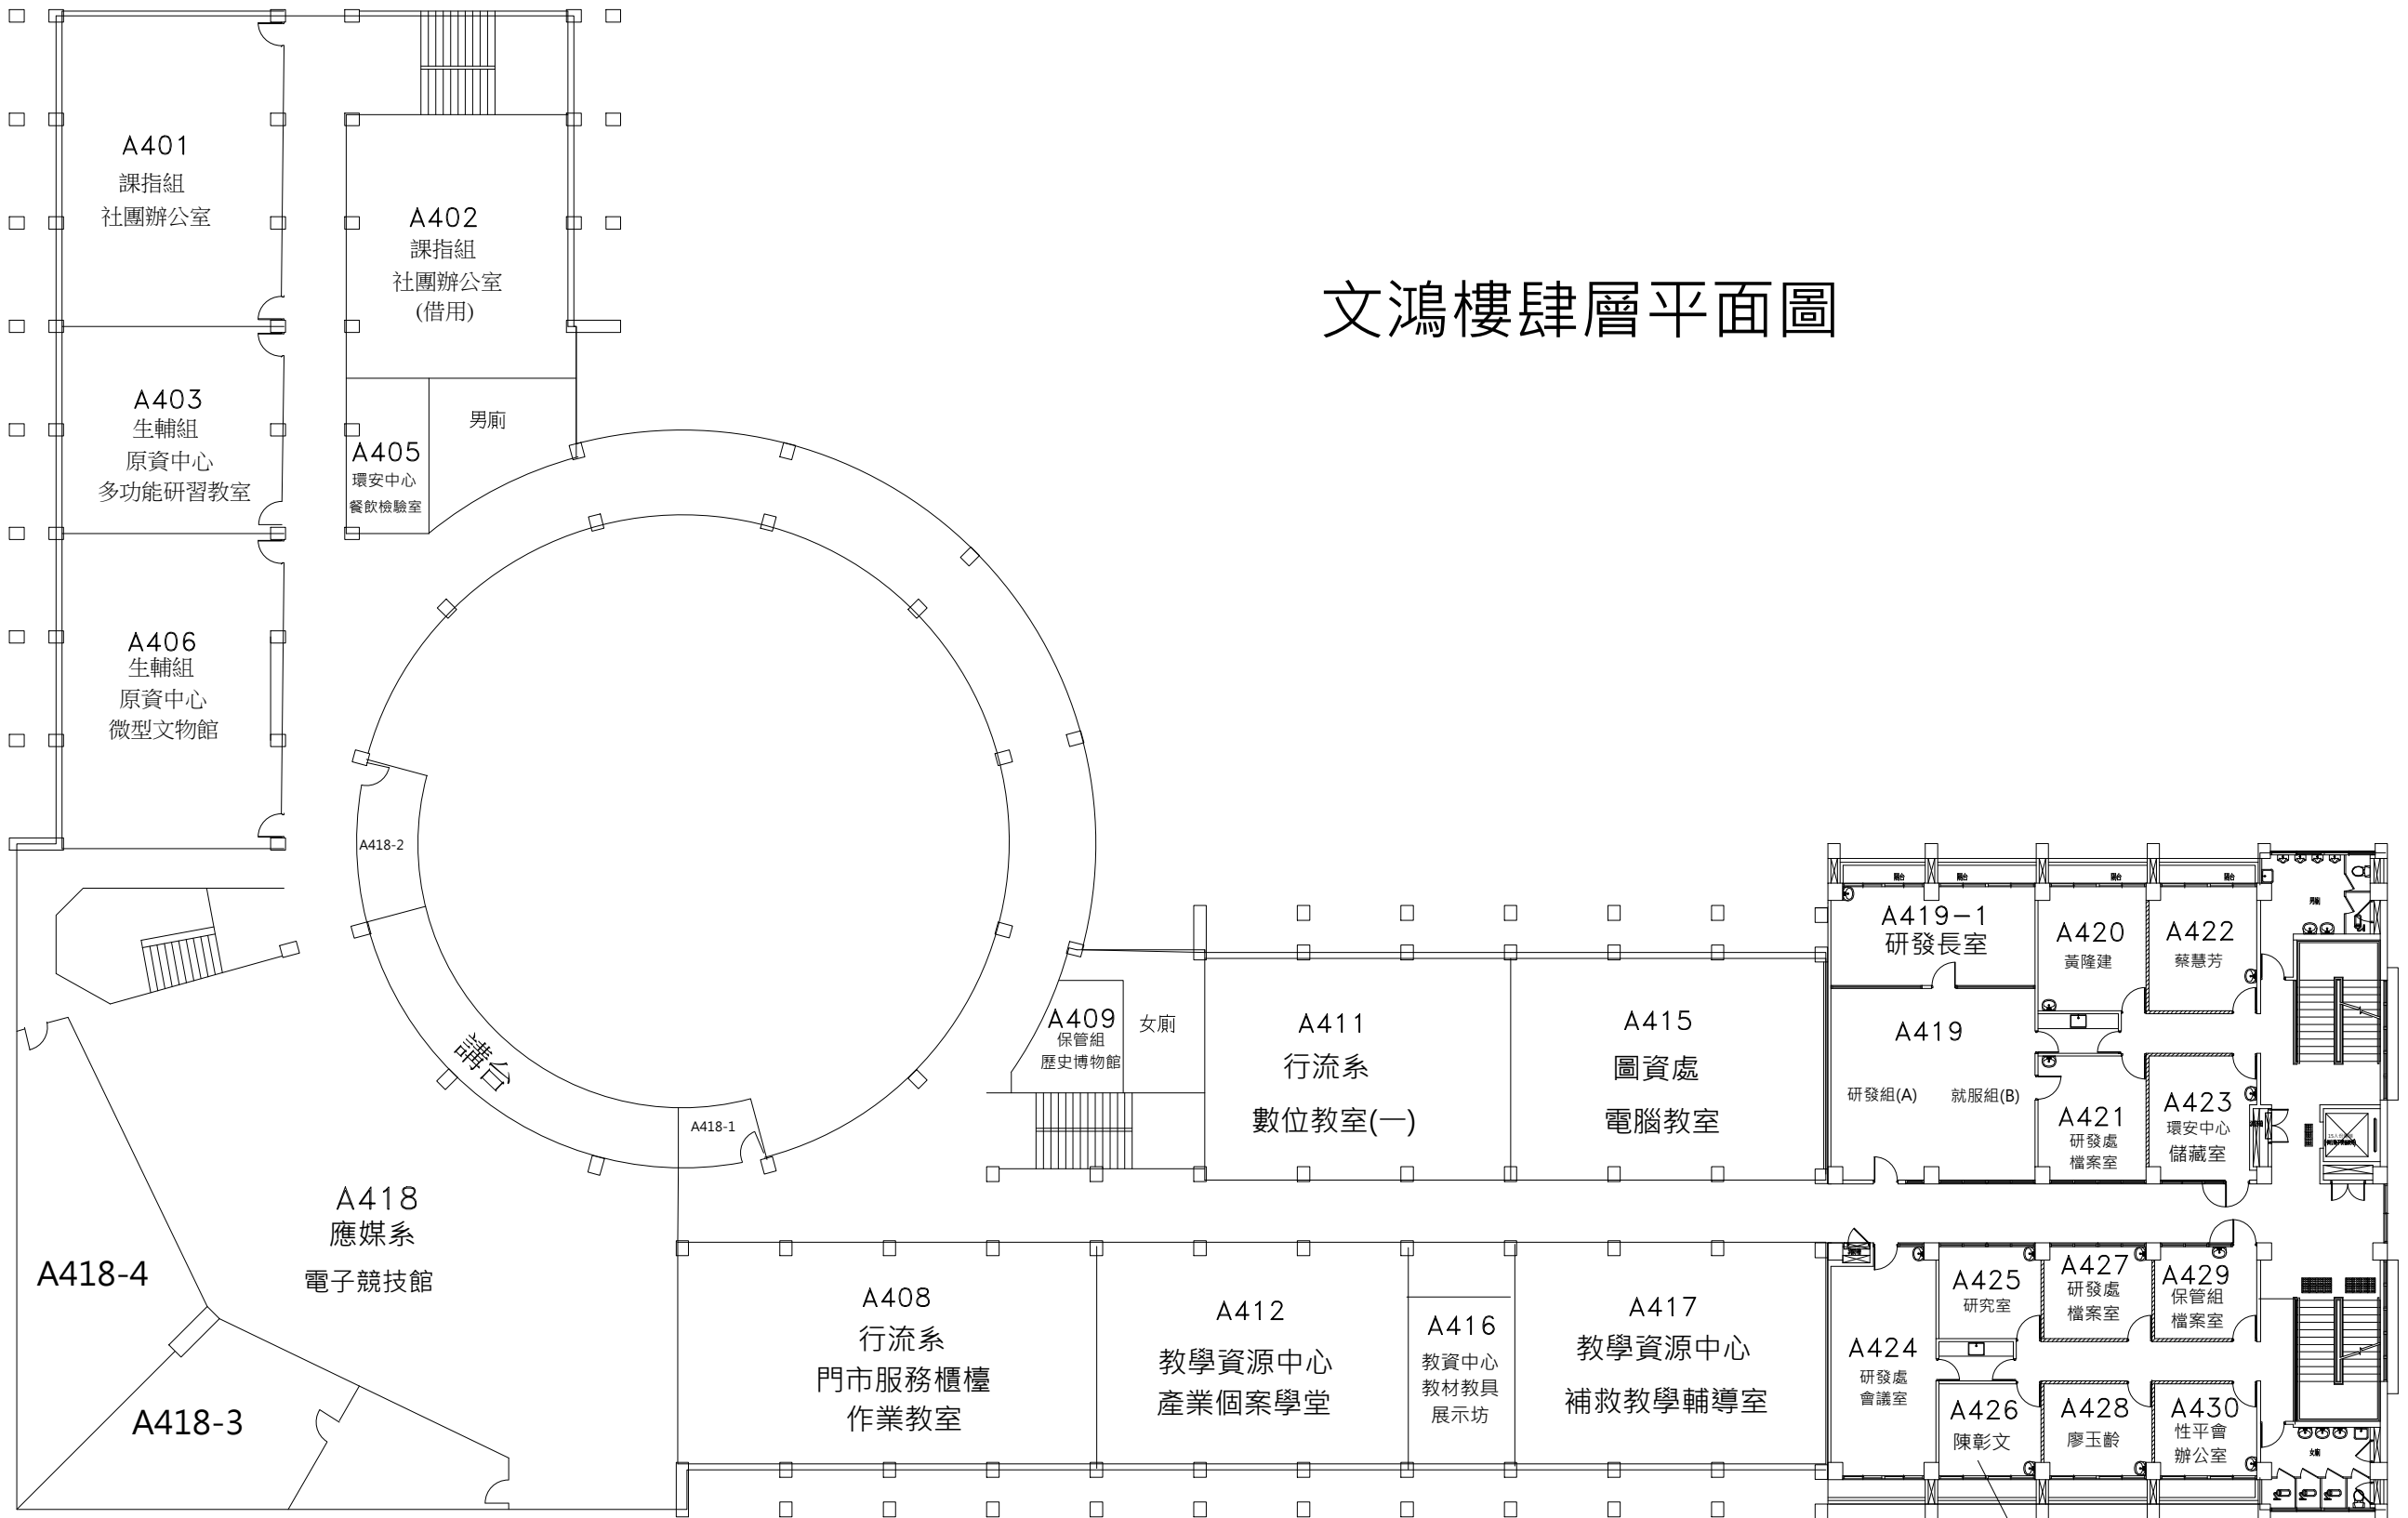 文鴻樓肆層平面圖
A401
課指組
社團辦公室
A402
課指組
社團辦公室
(借用)
A403
生輔組
原資中心
多功能研習教室
男廁
A405
環安中心
餐飲檢驗室
A406
生輔組
原資中心
微型文物館
A418-2
講台
A418-1
A418
應媒系
電子競技館
A418-4
A418-3
A409
保管組
歷史博物館
女廁
A411
行流系
數位教室(一)
A415
圖資處
電腦教室
陽台
陽台
陽台
陽台
A419-1
研發長室
A420
黃隆建
A422
蔡慧芳
男廁
A419
研發組(A)
就服組(B)
A421
研發處
檔案室
A423
環安中心
儲藏室
A408
行流系
門市服務櫃檯
作業教室
A412
教學資源中心
產業個案學堂
A416
教資中心
教材教具
展示坊
A417
教學資源中心
補救教學輔導室
A424
研發處
會議室
A425
研究室
A427
研發處
檔案室
A429
保管組
檔案室
A426
陳彰文
A428
廖玉齡
A430
性平會
辦公室
女廁